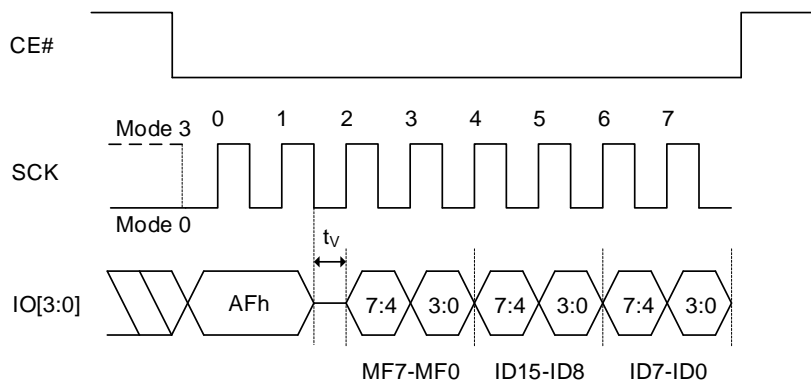 CE#
0 1 2 3 4 5 6 7
Mode 3
SCK
Mode 0
tV
IO[3:0] AFh 7:4 3:0 7:4 3:0 7:4 3:0
MF7-MF0 ID15-ID8 ID7-ID0